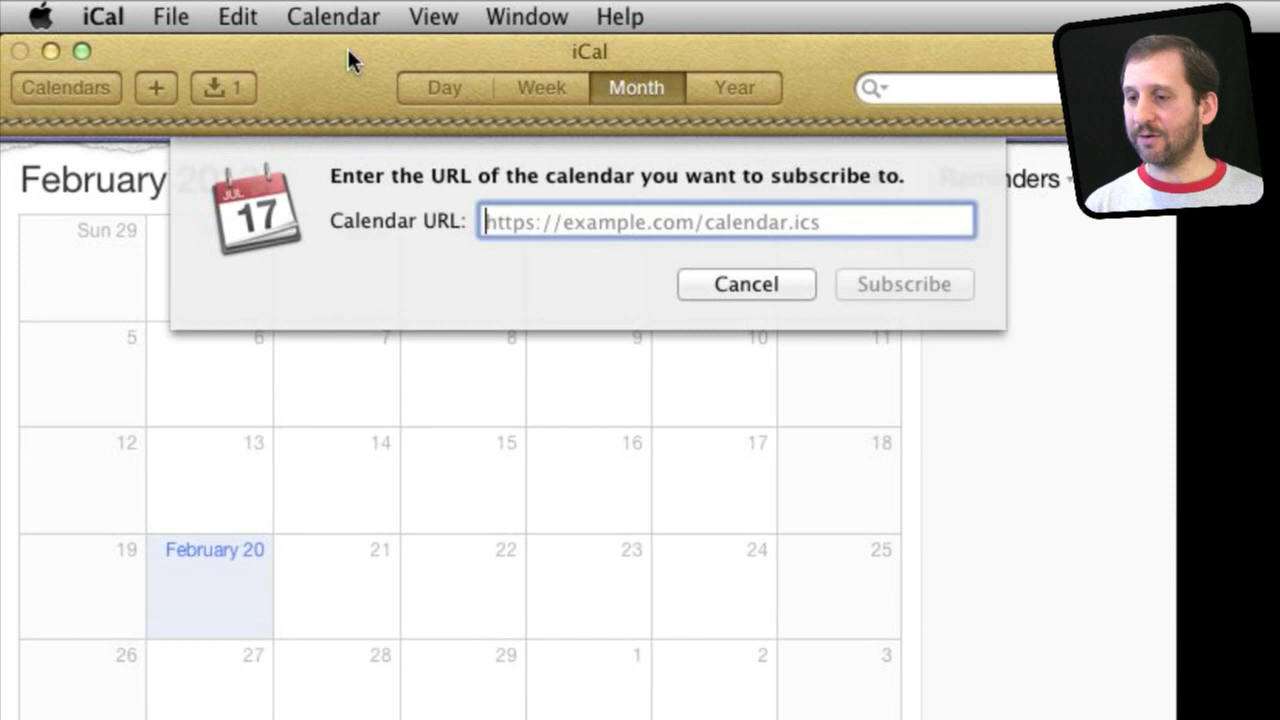 iCal File Edit Calendar View Window Help
iCal
Calendars + 1 Day Week Month Year
February
Enter the URL of the calendar you want to subscribe to.
Calendar URL: https://example.com/calendar.ics
Cancel Subscribe
JUL
17
Sun 29
5 6 7 8 9 10 11
12 13 14 15 16 17 18
19 February 20 21 22 23 24 25
26 27 28 29 1 2 3